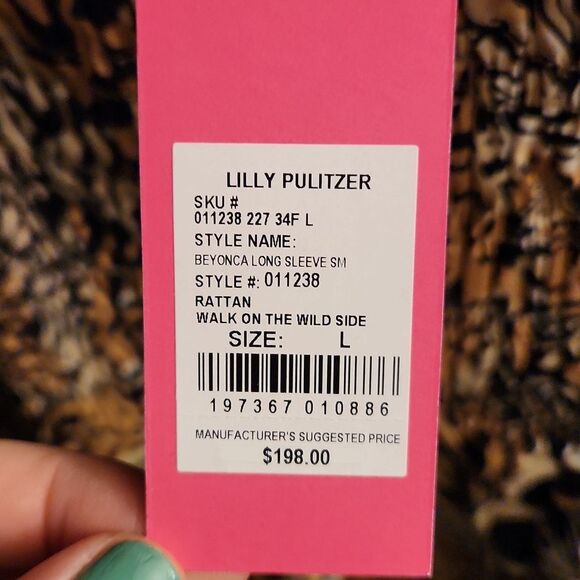 LILLY PULITZER
SKU #
011238 227 34F L
STYLE NAME:
BEYONCA LONG SLEEVE SM
STYLE #: 011238
RATTAN
WALK ON THE WILD SIDE
SIZE: L
197367 010886
MANUFACTURER'S SUGGESTED PRICE
$198.00